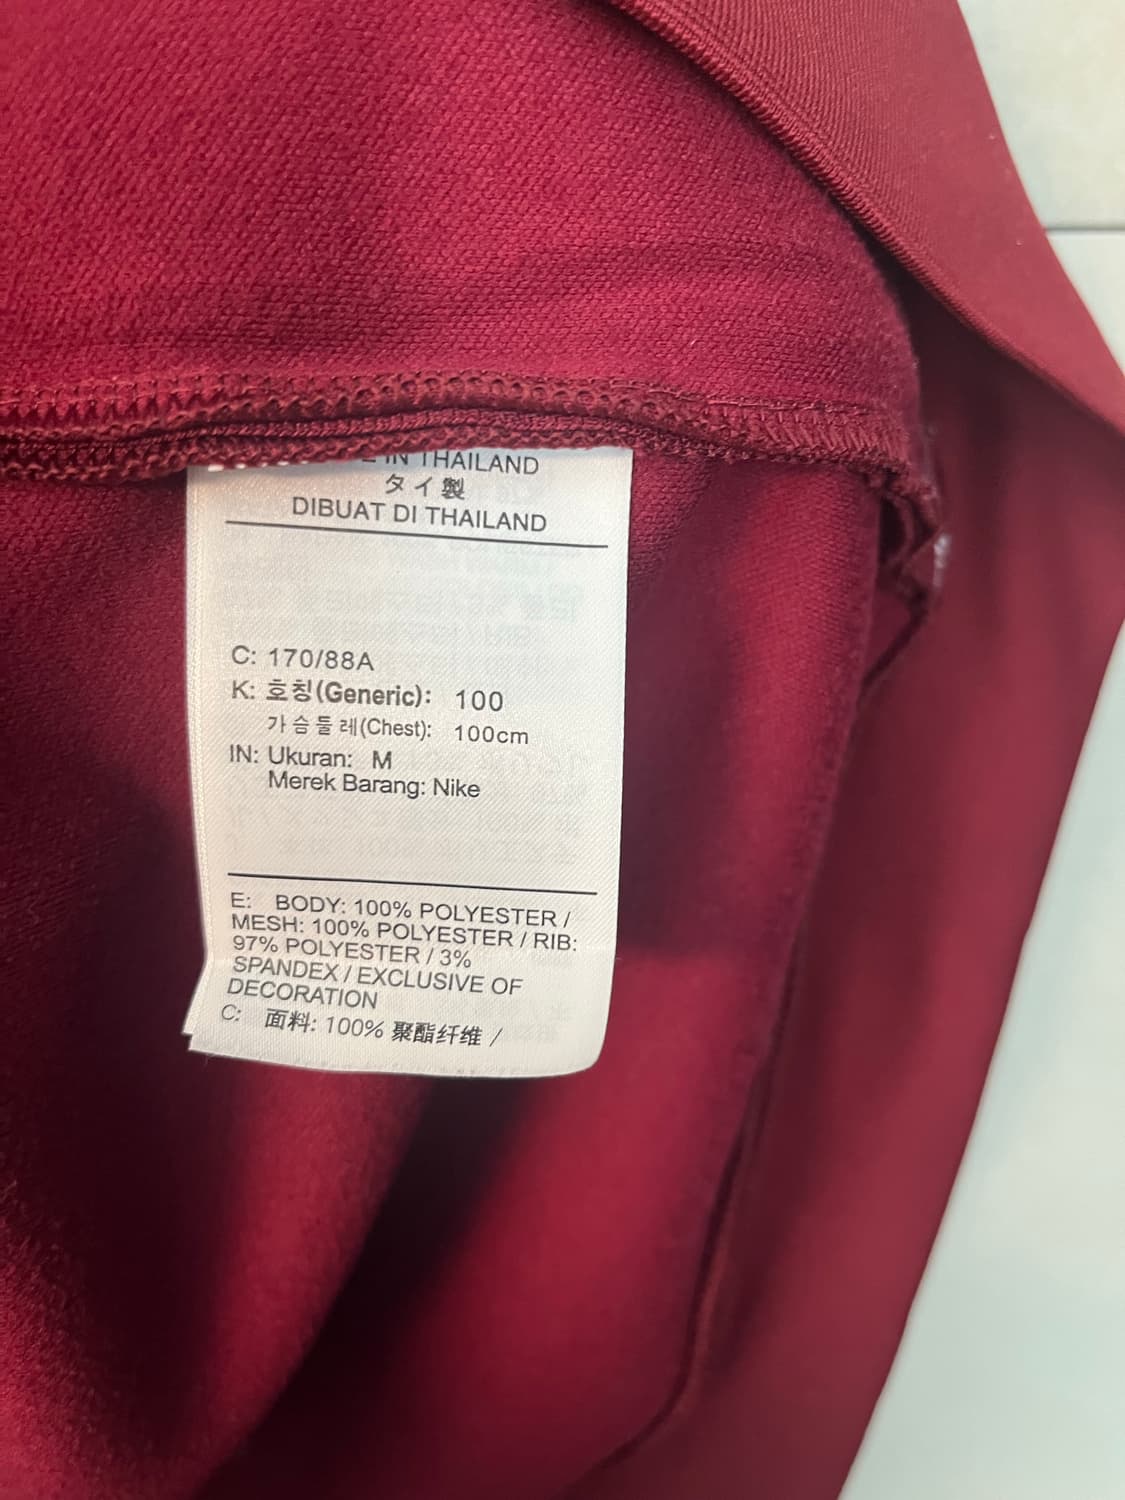 IN THAILAND
タイ製
DIBUAT DI THAILAND
C: 170/88A
K: 호칭(Generic): 100
가슴둘레(Chest): 100cm
IN: Ukuran: M
Merek Barang: Nike
E: BODY: 100% POLYESTER /
MESH: 100% POLYESTER / RIB:
97% POLYESTER / 3%
SPANDEX / EXCLUSIVE OF
DECORATION
C: 面料: 100% 聚酯纤维 /